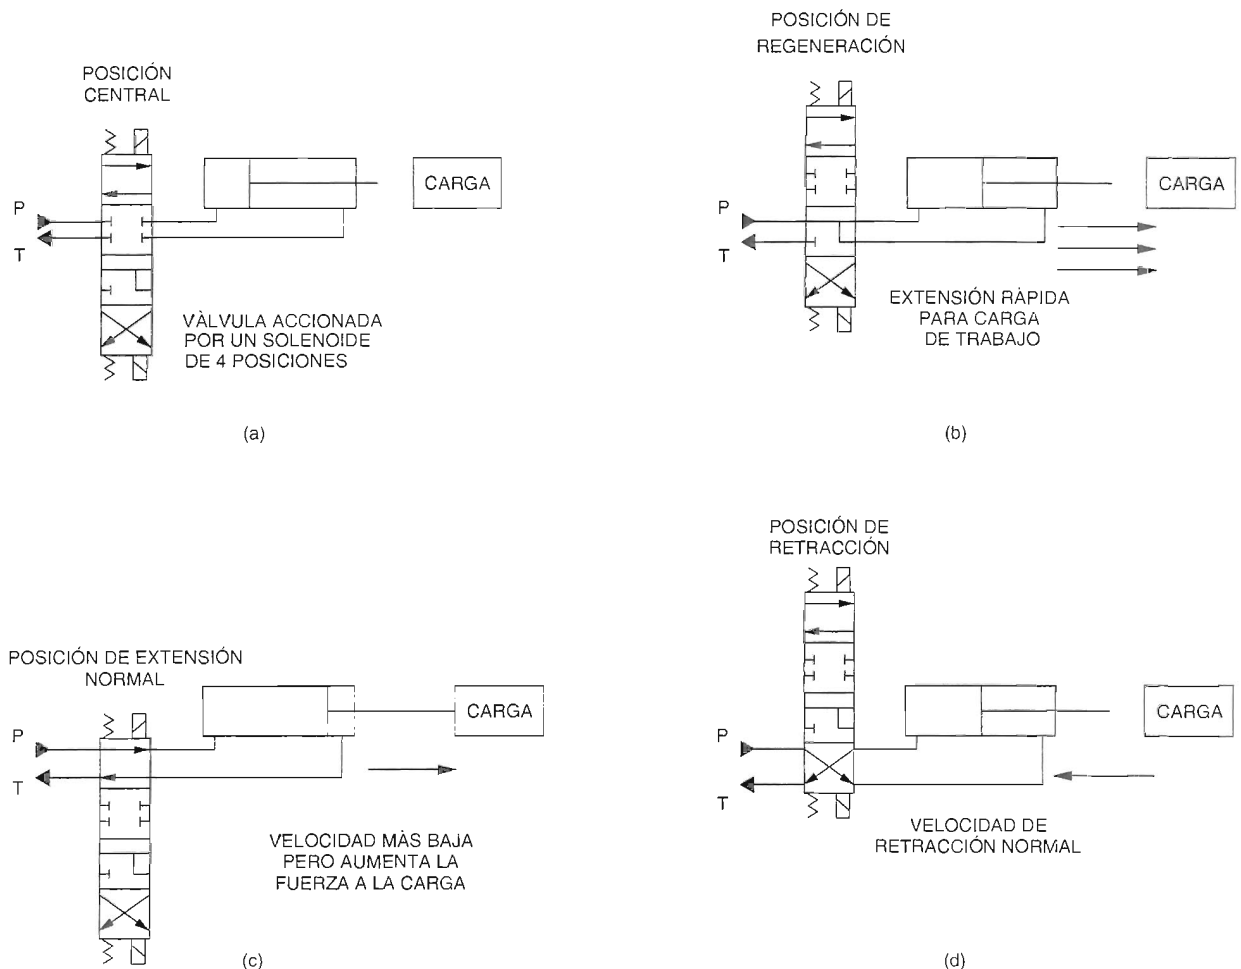 POSICIÓN
CENTRAL
CARGA
P
T
VÀLVULA ACCIONADA
POR UN SOLENOIDE
DE 4 POSICIONES
(a)
POSICIÓN DE
REGENERACIÓN
CARGA
P
T
EXTENSIÓN RÀPIDA
PARA CARGA
DE TRABAJO
(b)
POSICIÓN DE EXTENSIÓN
NORMAL
CARGA
P
T
VELOCIDAD MÀS BAJA
PERO AUMENTA LA
FUERZA A LA CARGA
(c)
POSICIÓN DE
RETRACCIÓN
CARGA
P
T
VELOCIDAD DE
RETRACCIÓN NORMAL
(d)